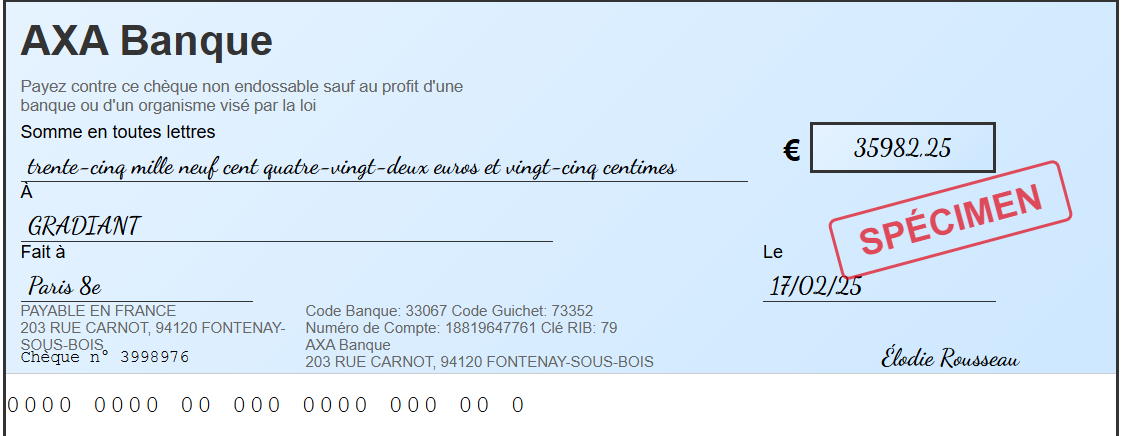 AXA Banque
Payez contre ce chèque non endossable sauf au profit d'une
banque ou d'un organisme visé par la loi
Somme en toutes lettres
trente-cinq mille neuf cent quatre-vingt-deux euros et vingt-cinq centimes
€ 35982.25
À
GRADIANT
SPÉCIMEN
Fait à
Le
Paris 8e
17/02/25
PAYABLE EN FRANCE
203 RUE CARNOT, 94120 FONTENAY-
SOUS-BOIS
Chèque n° 3998976
Code Banque: 33067 Code Guichet: 73352
Numéro de Compte: 18819647761 Clé RIB: 79
AXA Banque
203 RUE CARNOT, 94120 FONTENAY-SOUS-BOIS
Élodie Rousseau
0000 0000 00 000 0000 000 00 0